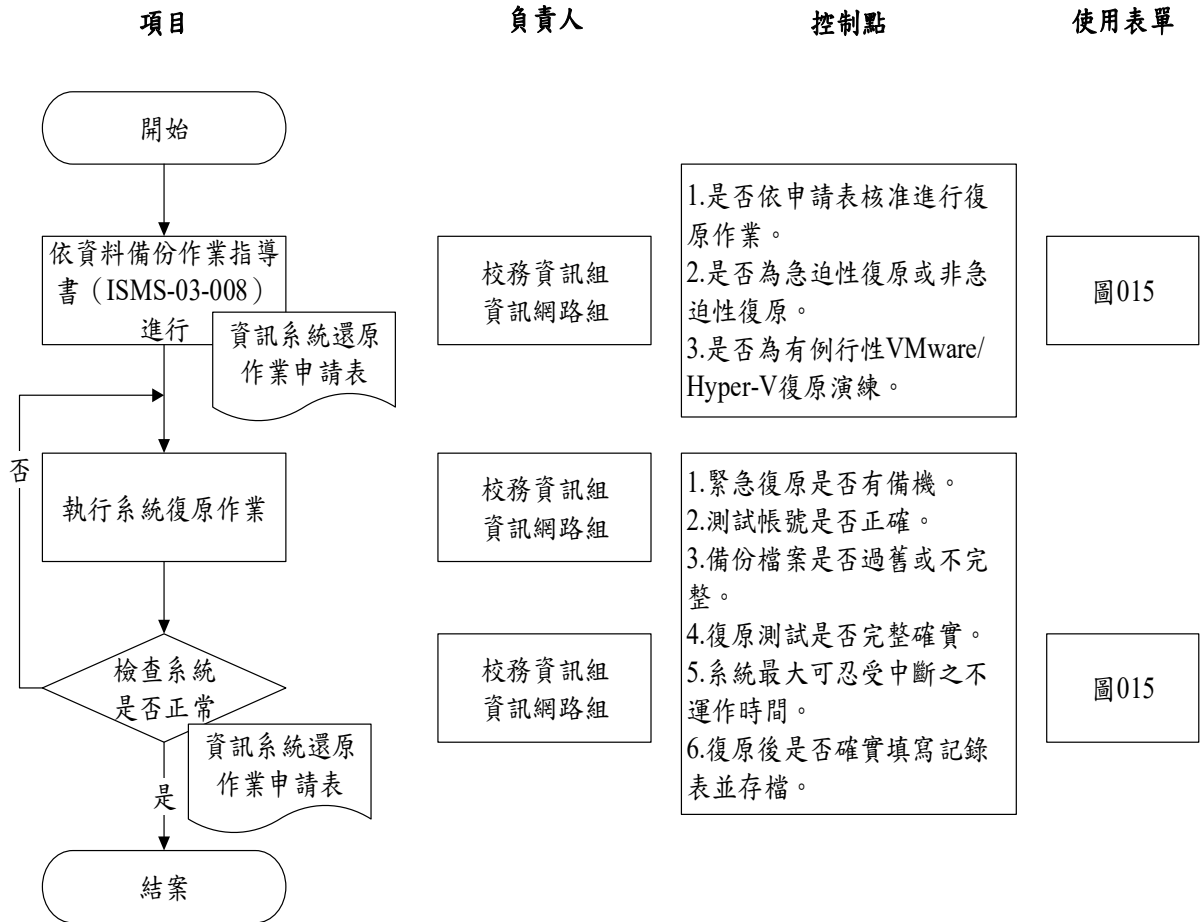 項目
負責人
控制點
使用表單
開始
依資料備份作業指導
書（ISMS-03-008）
進行
資訊系統還原
作業申請表
校務資訊組
資訊網路組
1.是否依申請表核准進行復
原作業。
2.是否為急迫性復原或非急
迫性復原。
3.是否為有例行性VMware/
Hyper-V復原演練。
圖015
否
執行系統復原作業
校務資訊組
資訊網路組
1.緊急復原是否有備機。
2.測試帳號是否正確。
3.備份檔案是否過舊或不完
整。
4.復原測試是否完整確實。
5.系統最大可忍受中斷之不
運作時間。
6.復原後是否確實填寫記錄
表並存檔。
檢查系統
是否正常
資訊系統還原
作業申請表
校務資訊組
資訊網路組
圖015
是
結案